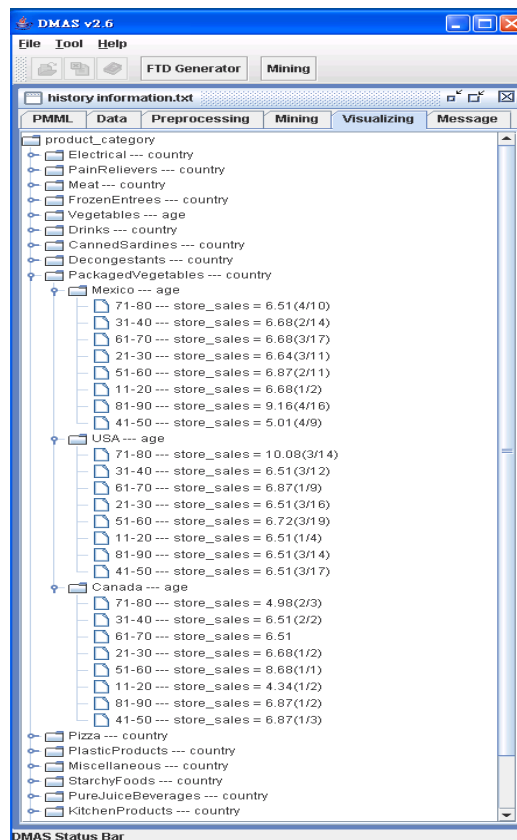 DMAS v2.6
File Tool Help
FTD Generator Mining
history information.txt
PMML Data Preprocessing Mining Visualizing Message
product_category
Electrical --- country
PainRelievers --- country
Meat --- country
FrozenEntrees --- country
Vegetables --- age
Drinks --- country
CannedSardines --- country
Decongestants --- country
PackagedVegetables --- country
Mexico --- age
71-80 --- store_sales = 6.51(4/10)
31-40 --- store_sales = 6.68(2/14)
61-70 --- store_sales = 6.68(3/17)
21-30 --- store_sales = 6.64(3/11)
51-60 --- store_sales = 6.87(2/11)
11-20 --- store_sales = 6.68(1/2)
81-90 --- store_sales = 9.16(4/16)
41-50 --- store_sales = 5.01(4/9)
USA --- age
71-80 --- store_sales = 10.08(3/14)
31-40 --- store_sales = 6.51(3/12)
61-70 --- store_sales = 6.87(1/9)
21-30 --- store_sales = 6.51(3/16)
51-60 --- store_sales = 6.72(3/19)
11-20 --- store_sales = 6.51(1/4)
81-90 --- store_sales = 6.51(3/14)
41-50 --- store_sales = 6.51(3/17)
Canada --- age
71-80 --- store_sales = 4.98(2/3)
31-40 --- store_sales = 6.51(2/2)
61-70 --- store_sales = 6.51
21-30 --- store_sales = 6.68(1/2)
51-60 --- store_sales = 8.68(1/1)
11-20 --- store_sales = 4.34(1/2)
81-90 --- store_sales = 6.87(1/2)
41-50 --- store_sales = 6.87(1/3)
Pizza --- country
PlasticProducts --- country
Miscellaneous --- country
StarchyFoods --- country
PureJuiceBeverages --- country
KitchenProducts --- country
DMAS Status Bar